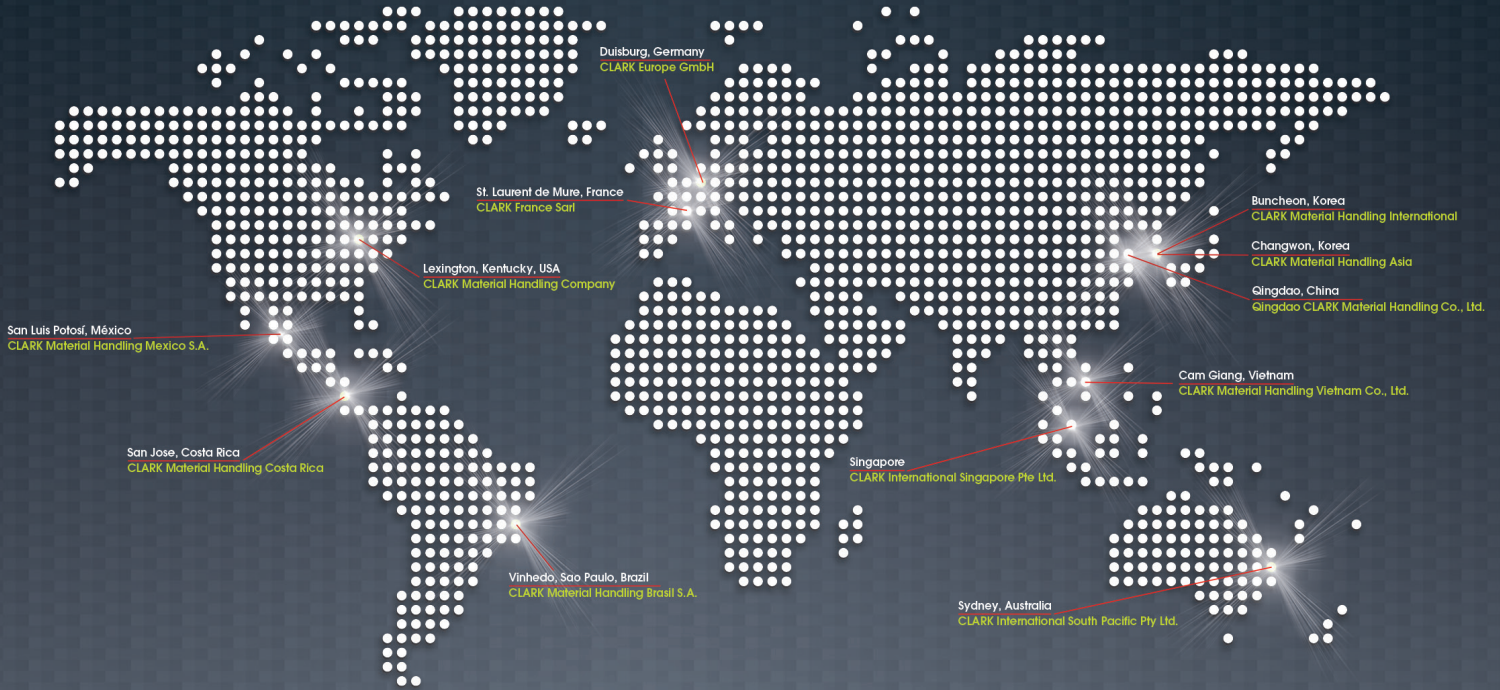 Duisburg, Germany
CLARK Europe GmbH
St. Laurent de Mure, France
CLARK France Sarl
Buncheon, Korea
CLARK Material Handling International
Changwon, Korea
CLARK Material Handling Asia
Qingdao, China
Qingdao CLARK Material Handling Co., Ltd.
Lexington, Kentucky, USA
CLARK Material Handling Company
San Luis Potosí, México
CLARK Material Handling Mexico S.A.
Cam Giang, Vietnam
CLARK Material Handling Vietnam Co., Ltd.
San Jose, Costa Rica
CLARK Material Handling Costa Rica
Singapore
CLARK International Singapore Pte Ltd.
Vinhedo, Sao Paulo, Brazil
CLARK Material Handling Brasil S.A.
Sydney, Australia
CLARK International South Pacific Pty Ltd.